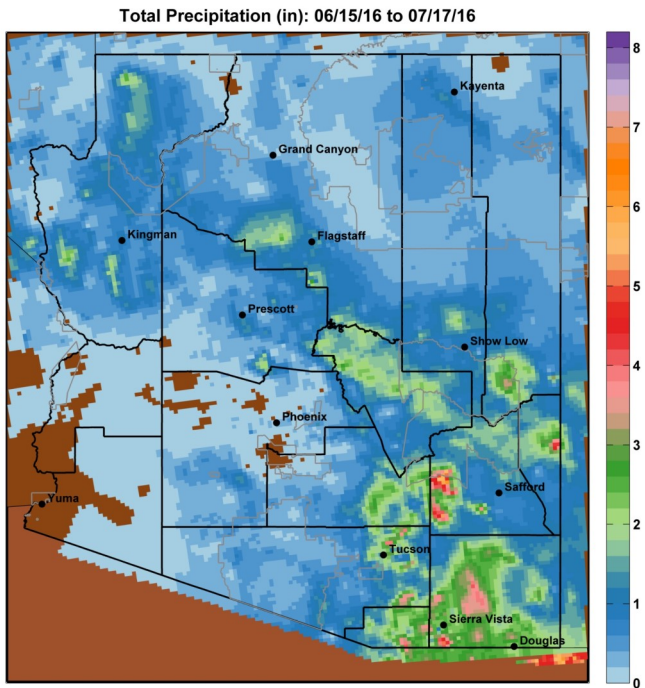 Total Precipitation (in): 06/15/16 to 07/17/16
8
Kayenta
7
Grand Canyon
Kingman
Flagstaff
6
5
Prescott
Show Low
4
Phoenix
3
Safford
Yuma
2
Tucson
1
Sierra Vista
Douglas
0